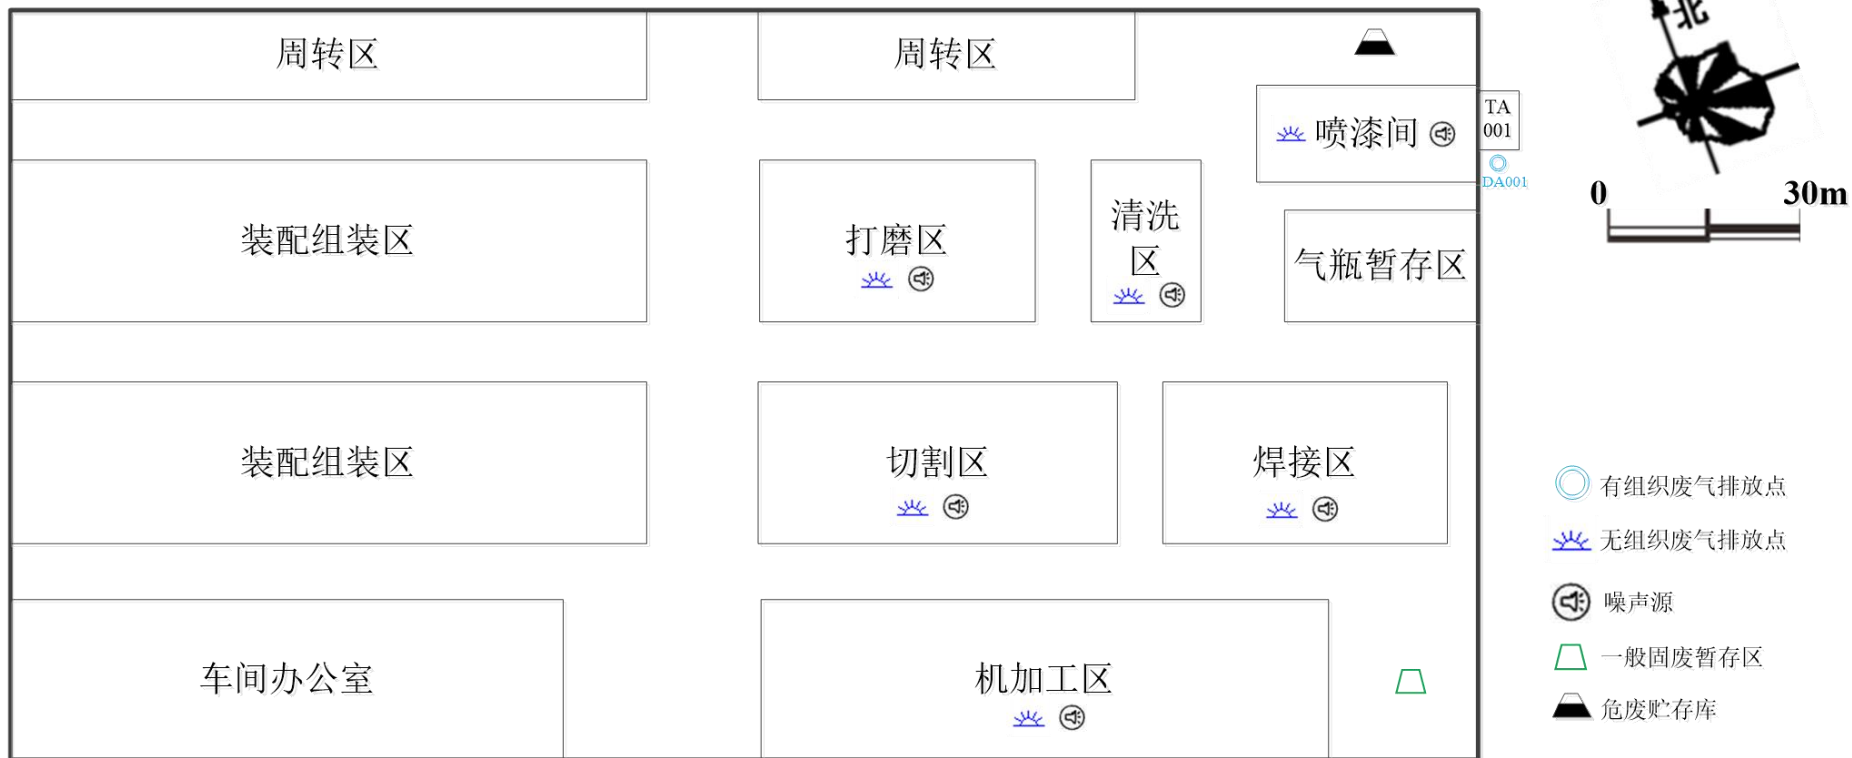 周转区
周转区
北
喷漆间
TA
001
DA001
0
30m
装配组装区
打磨区
清洗
区
气瓶暂存区
装配组装区
切割区
焊接区
有组织废气排放点
无组织废气排放点
噪声源
一般固废暂存区
危废贮存库
车间办公室
机加工区